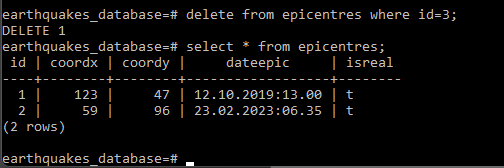 earthquakes_database=# delete from epicentres where id=3;
DELETE 1
earthquakes_database=# select * from epicentres;
 id | coordx | coordy |     dateepic     | isreal
----+--------+--------+------------------+--------
  1 |    123 |     47 | 12.10.2019:13.00 | t
  2 |     59 |     96 | 23.02.2023:06.35 | t
(2 rows)
earthquakes_database=#